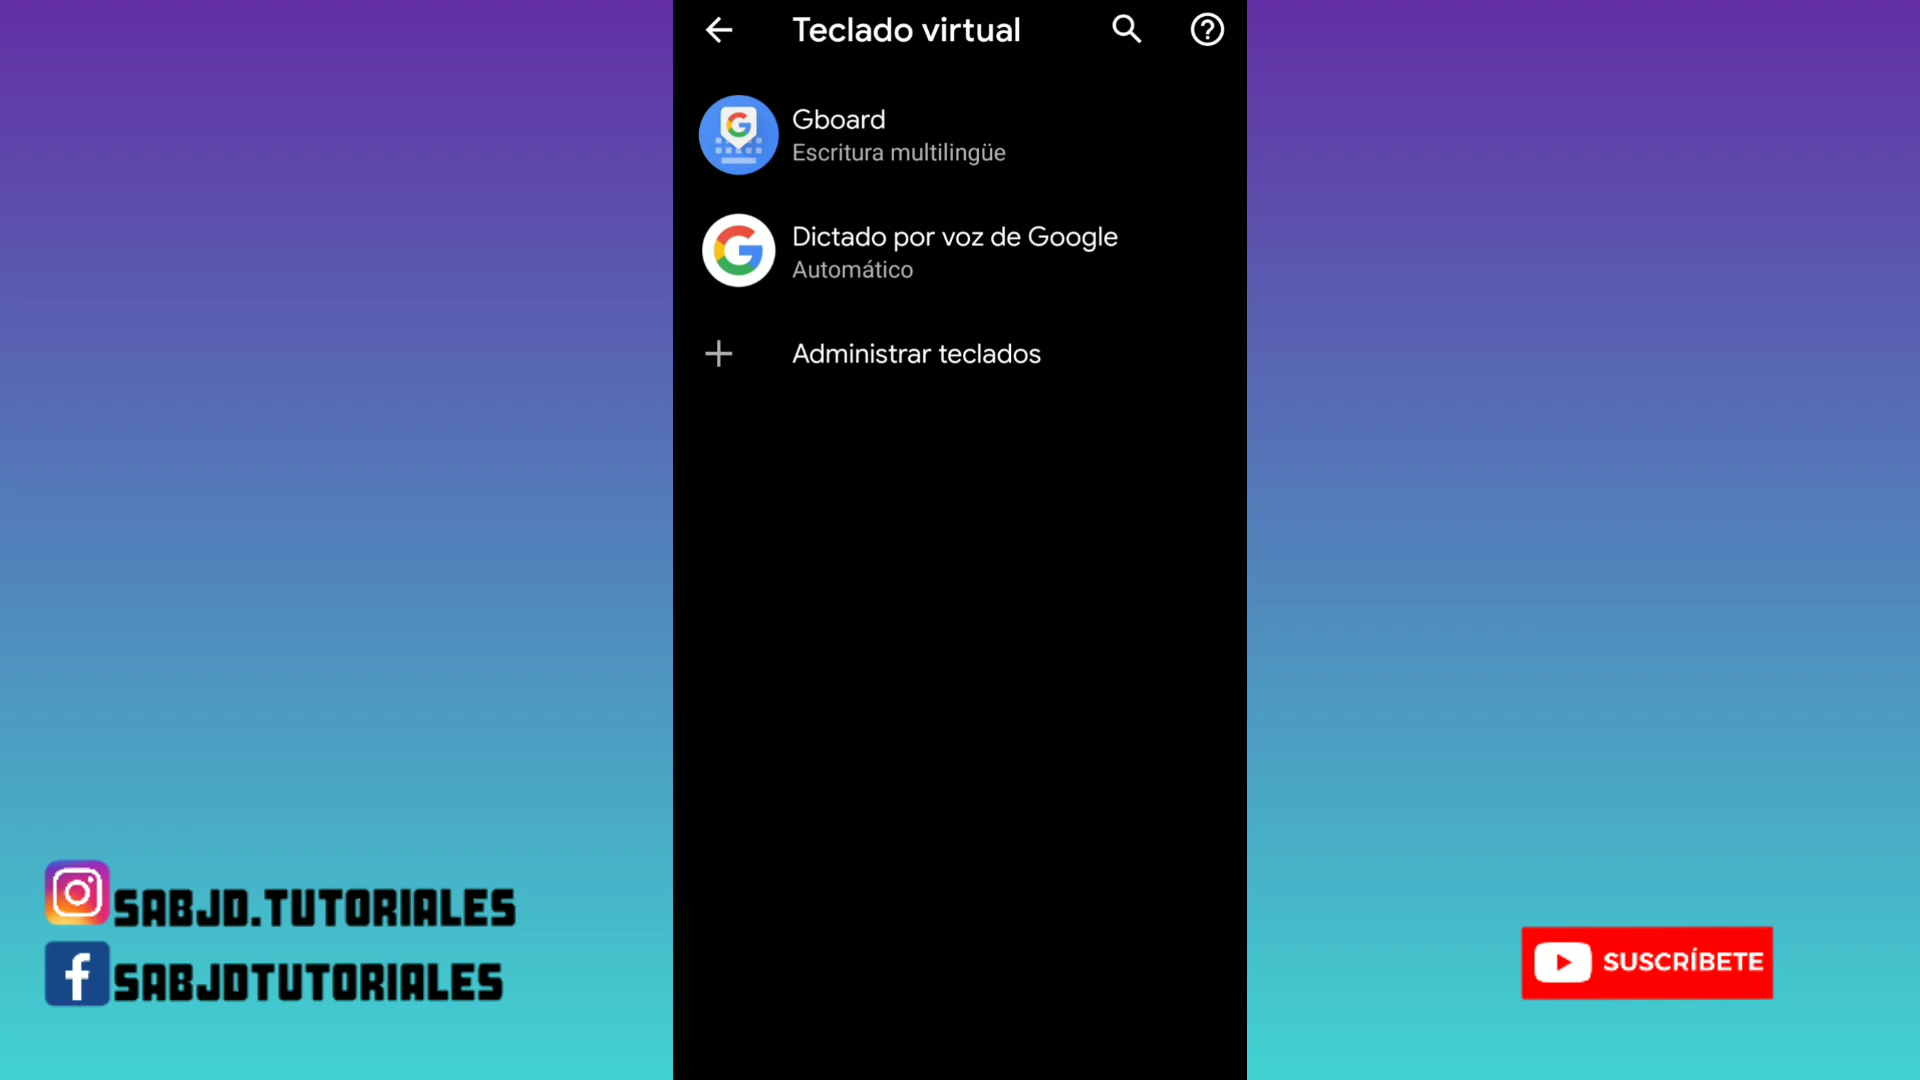 Teclado virtual
Gboard
Escritura multilingüe
Dictado por voz de Google
Automático
Administrar teclados
SABJD.TUTORIALES
SABJDTUTORIALES
SUSCRÍBETE